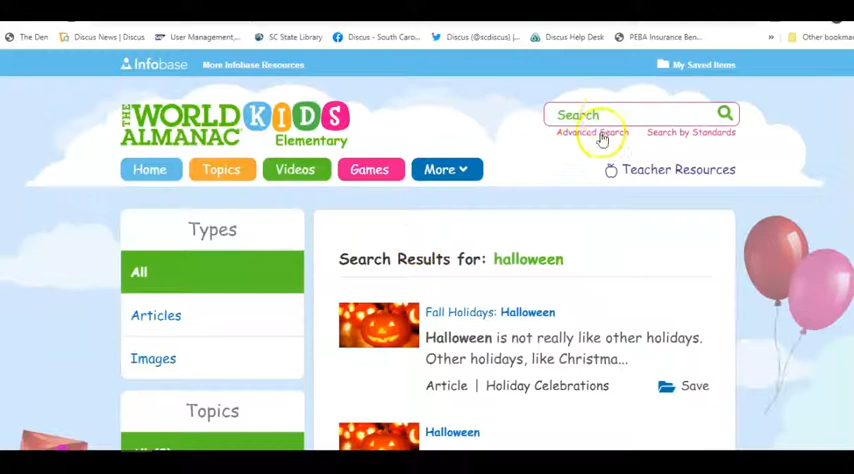 The Den
Discus News | Discus
User Management,...
SC State Library
Discus - South Caro...
Discus (@scdiscus) |...
Discus Help Desk
PEBA Insurance Ben...
»
Other bookmar
Infobase
More Infobase Resources
My Saved Items
THE WORLD ALMANAC KIDS
Elementary
Search
Advanced Search
Search by Standards
Home
Topics
Videos
Games
More
Teacher Resources
Types
All
Articles
Images
Topics
Search Results for: halloween
Fall Holidays: Halloween
Halloween is not really like other holidays.
Other holidays, like Christma...
Article | Holiday Celebrations
Save
Halloween